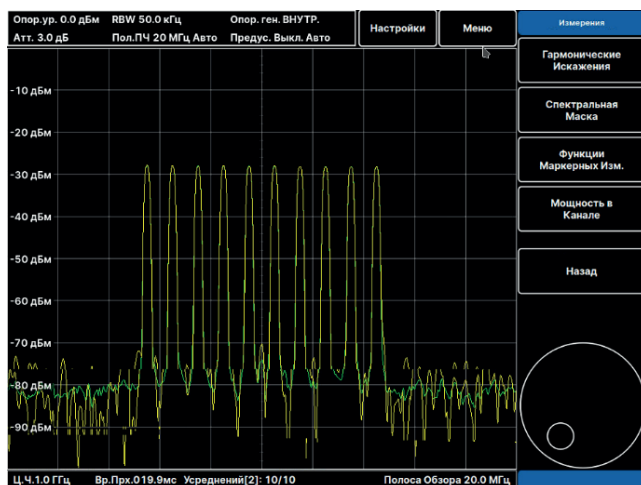 Опор.ур. 0.0 дБм RBW 50.0 кГц Опор. ген. ВНУТР.
Атт. 3.0 дБ Пол.ПЧ 20 МГц Авто Предус. Выкл. Авто
Настройки
Меню
Измерения
Гармонические
Искажения
Спектральная
Маска
Функции
Маркерных Изм.
Мощность в
Канале
Назад
-10 дБм
-20 дБм
-30 дБм
-40 дБм
-50 дБм
-60 дБм
-70 дБм
-80 дБм
-90 дБм
Ц.Ч.1.0 ГГц Вр.Прх.019.9мс Усреднений[2]: 10/10 Полоса Обзора 20.0 МГц